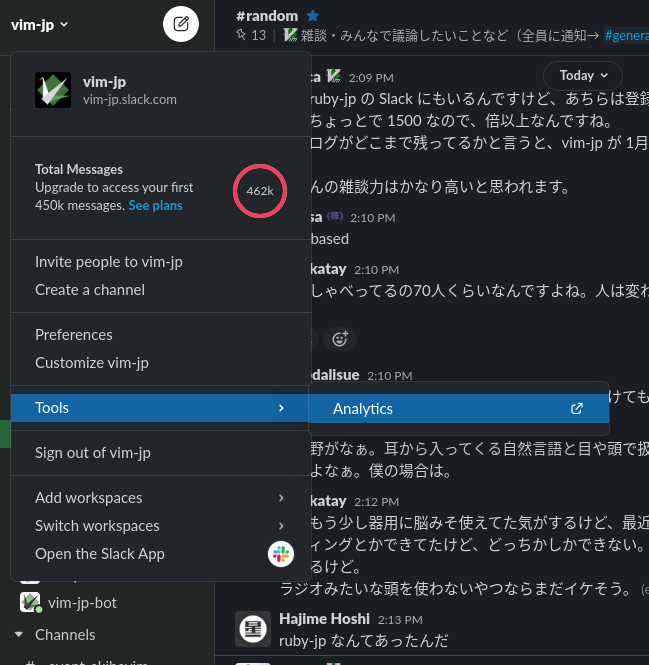 vim-jp
#random
13
雑談・みんなで議論したいことなど（全員に通知→ #genera
vim-jp
vim-jp.slack.com
Total Messages
Upgrade to access your first
450k messages. See plans
462k
Invite people to vim-jp
Create a channel
Preferences
Customize vim-jp
Tools
Analytics
Sign out of vim-jp
Add workspaces
Switch workspaces
Open the Slack App
vim-jp-bot
Channels
Today
ca 2:09 PM
ruby-jp の Slack にもいるんですけど、あちらは登録
ちょっとで 1500 なので、倍以上なんですね。
ログがどこまで残ってるかと言うと、vim-jp が 1月
んの雑談力はかなり高いと思われます。
sa (株) 2:10 PM
based
katay 2:10 PM
しゃべってるの70人くらいなんですよね。人は変わ
dalisue 2:10 PM
けても
野がなぁ。耳から入ってくる自然言語と目や頭で扱
よなぁ。僕の場合は。
katay 2:12 PM
もう少し器用に脳みそ使えてた気がするけど、最近
ィングとかできてたけど、どっちかしかできない。
るけど。
ラジオみたいな頭を使わないやつならまだイケそう。 (e
Hajime Hoshi 2:13 PM
ruby-jp なんてあったんだ